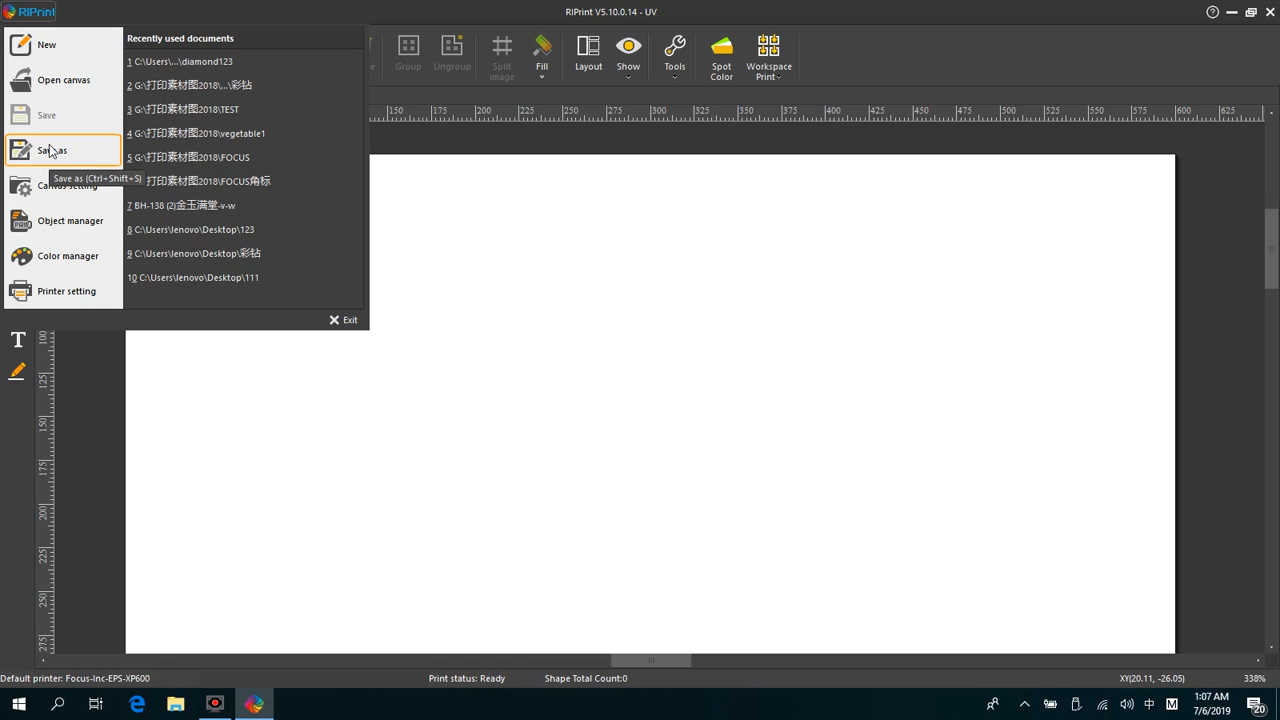 RIPrint
RIPrint V5.10.0.14 - UV
New
Open canvas
Save
Save as
Save as (Ctrl+Shift+S)
Object manager
Color manager
Printer setting
Recently used documents
1 C:\Users\...\diamond123
2 G:\打印素材图2018\...\彩钻
3 G:\打印素材图2018\TEST
4 G:\打印素材图2018\vegetable1
5 G:\打印素材图2018\FOCUS
打印素材图2018\FOCUS角标
7 BH-138 (2)金玉满堂-v-w
8 C:\Users\lenovo\Desktop\123
9 C:\Users\lenovo\Desktop\彩钻
10 C:\Users\lenovo\Desktop\111
Exit
Group
Ungroup
Split image
Fill
Layout
Show
Tools
Spot Color
Workspace Print
150 175 200 225 250 275 300 325 350 375 400 425 450 475 500 525 550 575 600 625
100
125
150
175
200
225
250
275
T
Default printer: Focus-Inc-EPS-XP600
Print status: Ready
Shape Total Count:0
XY(20.11, -26.05)
338%
中
M
1:07 AM
7/6/2019
20